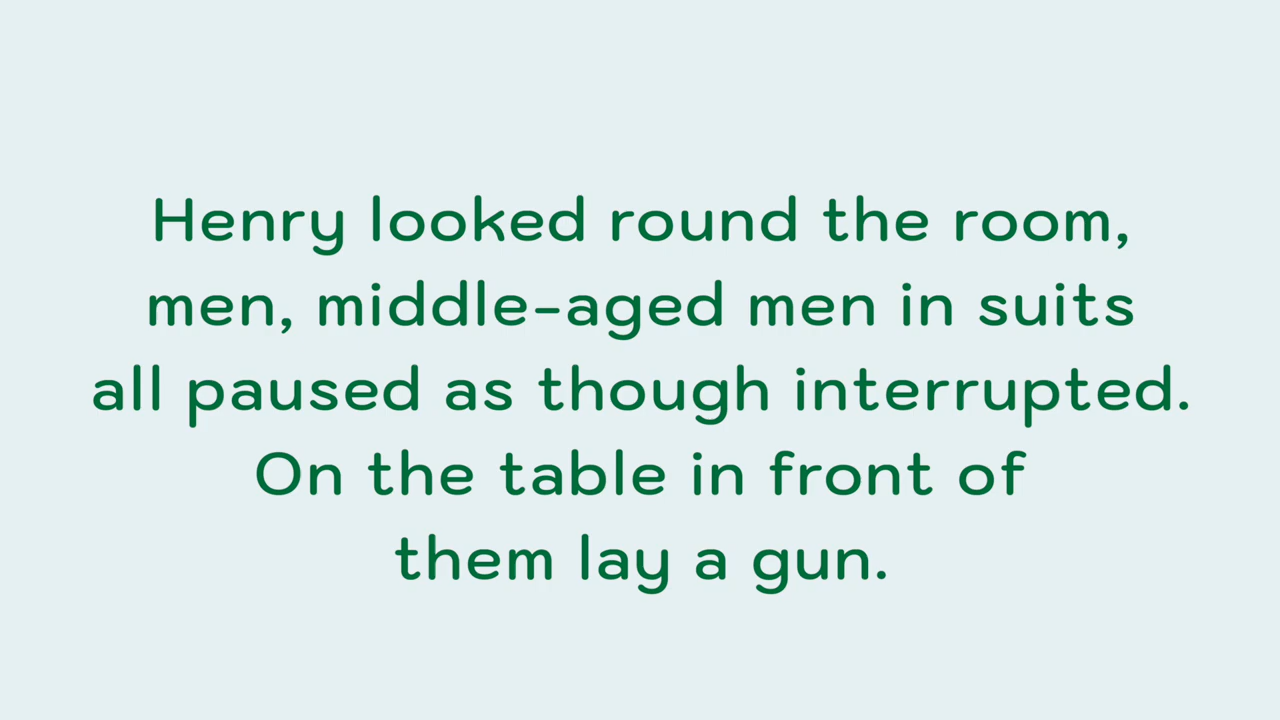 Henry looked round the room,
men, middle-aged men in suits
all paused as though interrupted.
On the table in front of
them lay a gun.